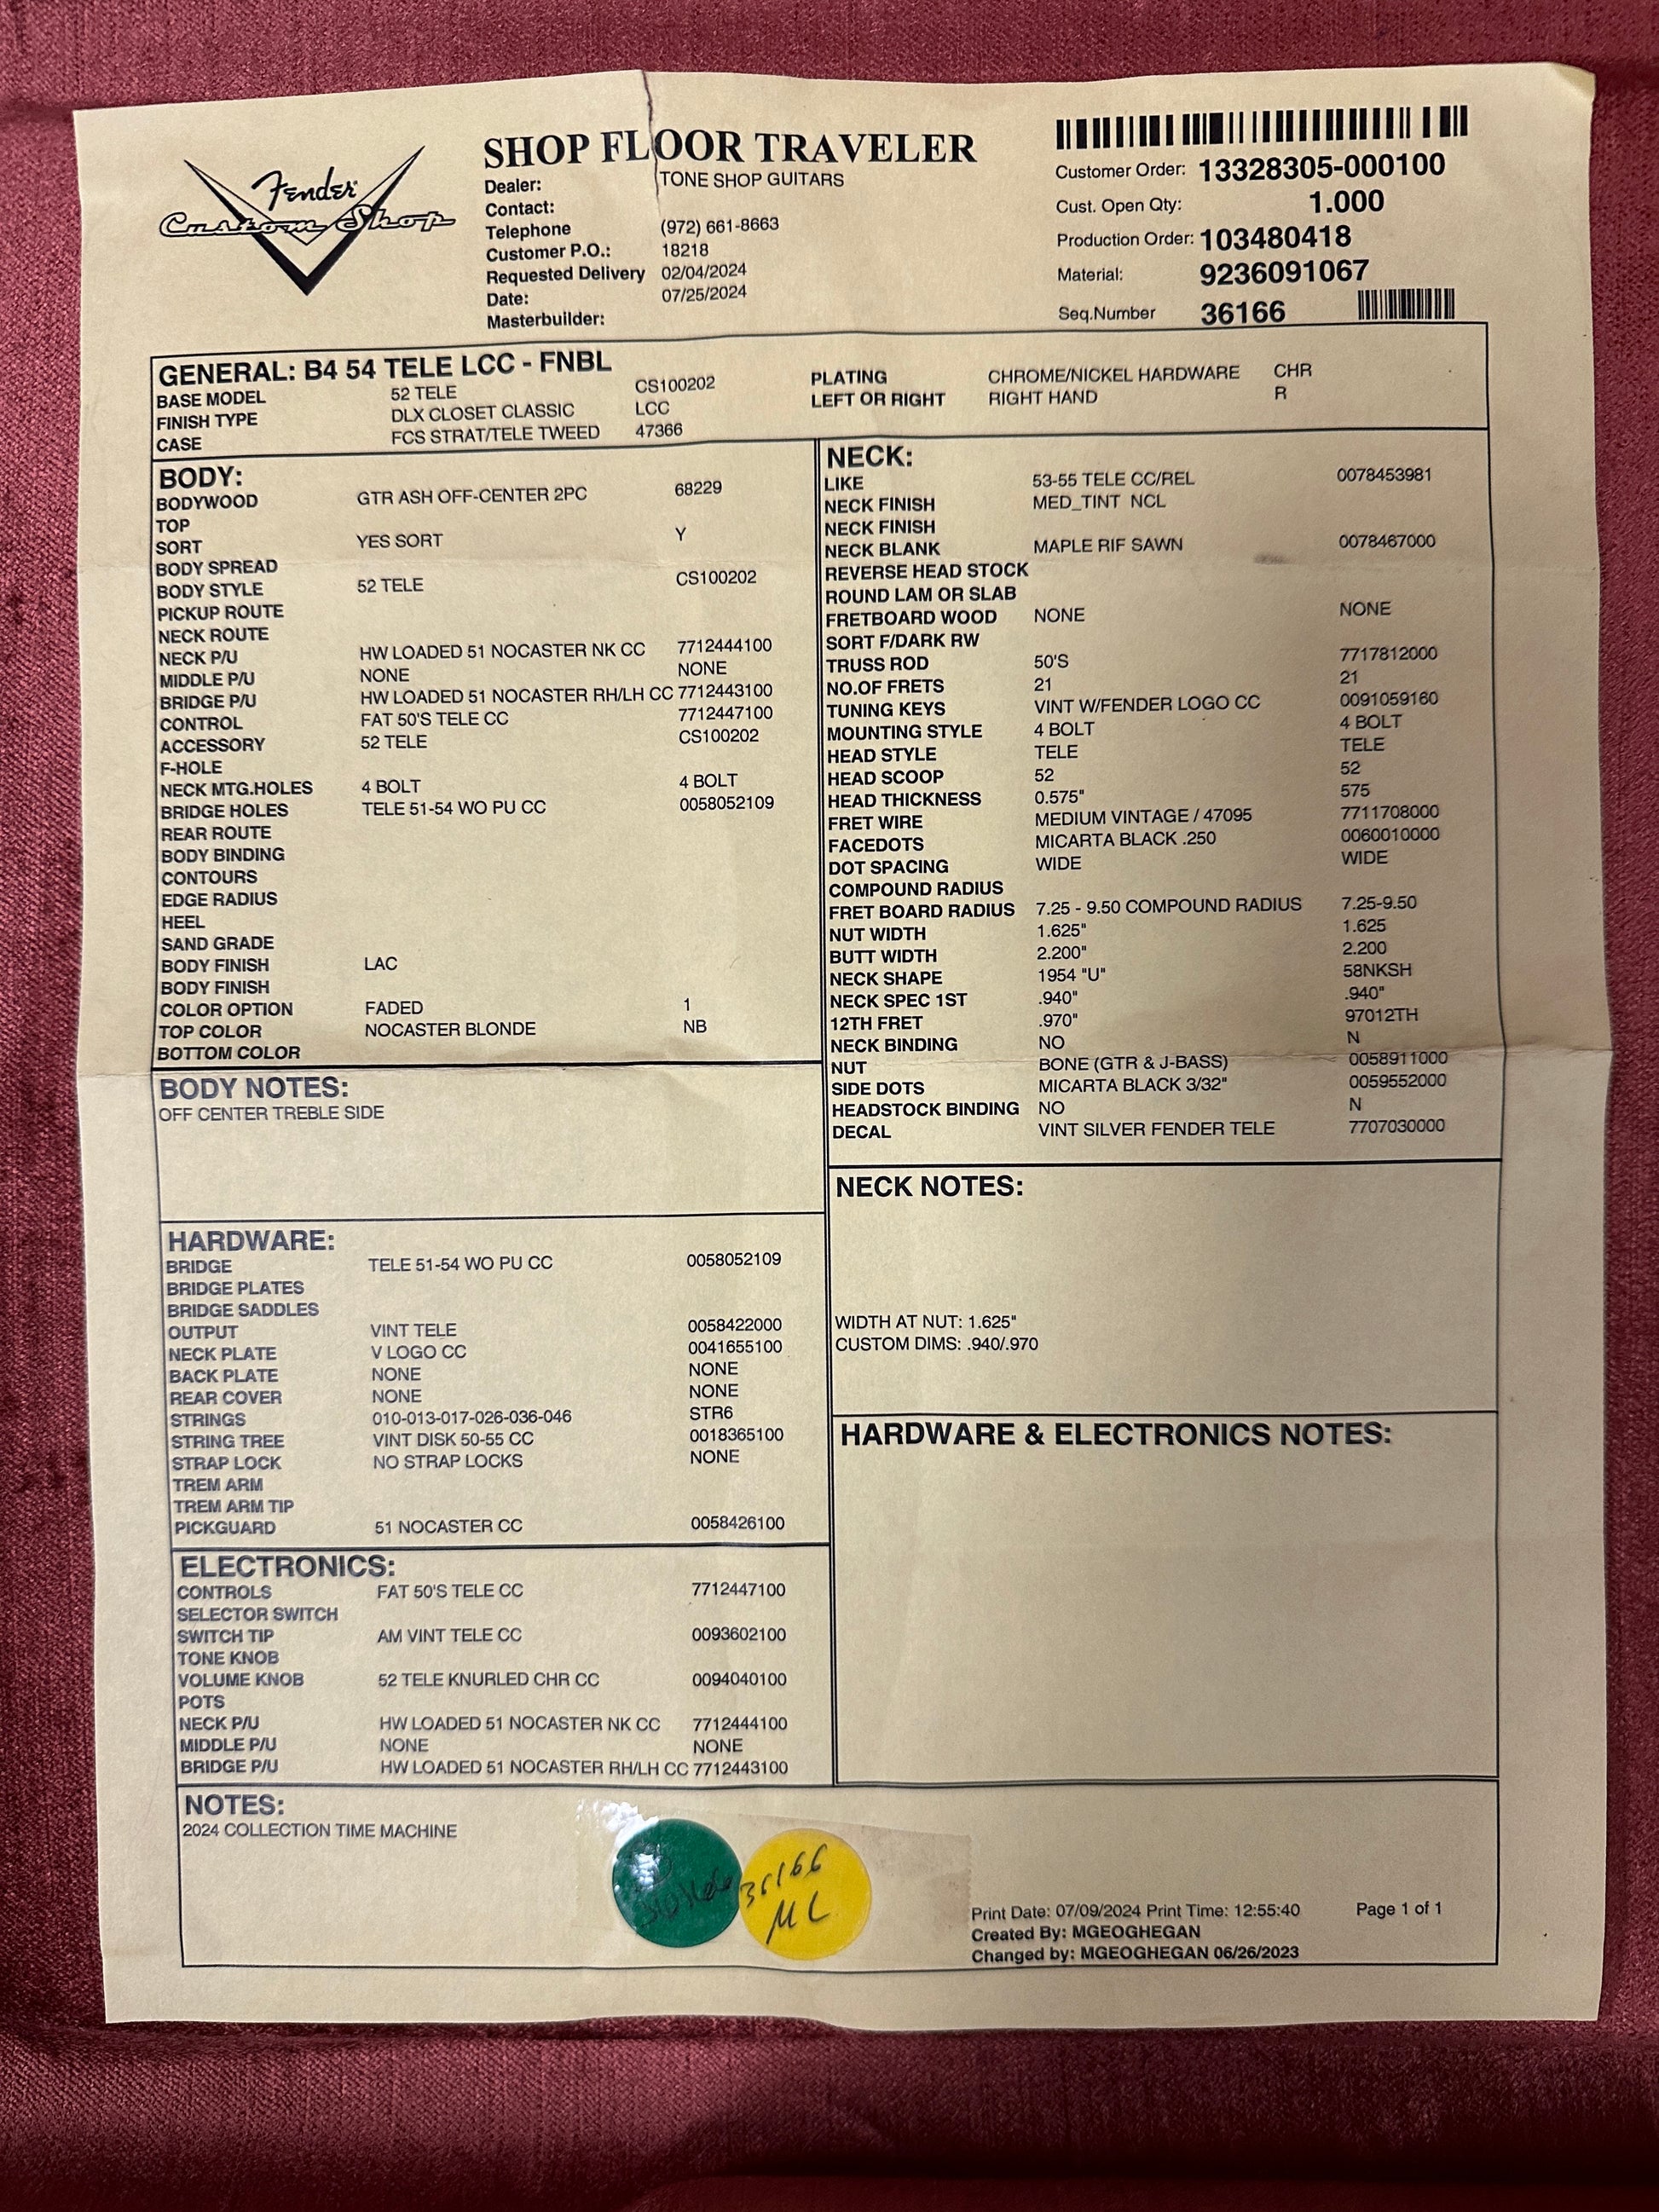 Fender
Custom Shop
SHOP FLOOR TRAVELER
Dealer: TONE SHOP GUITARS
Contact:
Telephone (972) 661-8663
Customer P.O.: 18218
Requested Delivery 02/04/2024
Date: 07/25/2024
Masterbuilder:
Customer Order: 13328305-000100
Cust. Open Qty: 1.000
Production Order: 103480418
Material: 9236091067
Seq.Number 36166
GENERAL: B4 54 TELE LCC - FNBL
BASE MODEL 52 TELE CS100202
FINISH TYPE DLX CLOSET CLASSIC LCC
CASE FCS STRAT/TELE TWEED 47366
PLATING CHROME/NICKEL HARDWARE CHR
LEFT OR RIGHT RIGHT HAND R
BODY:
BODYWOOD GTR ASH OFF-CENTER 2PC 68229
TOP
SORT YES SORT Y
BODY SPREAD
BODY STYLE 52 TELE CS100202
PICKUP ROUTE
NECK ROUTE
NECK P/U HW LOADED 51 NOCASTER NK CC 7712444100
MIDDLE P/U NONE NONE
BRIDGE P/U HW LOADED 51 NOCASTER RH/LH CC 7712443100
CONTROL FAT 50'S TELE CC 7712447100
ACCESSORY 52 TELE CS100202
F-HOLE
NECK MTG.HOLES 4 BOLT 4 BOLT
BRIDGE HOLES TELE 51-54 WO PU CC 0058052109
REAR ROUTE
BODY BINDING
CONTOURS
EDGE RADIUS
HEEL
SAND GRADE
BODY FINISH LAC
BODY FINISH
COLOR OPTION FADED 1
TOP COLOR NOCASTER BLONDE NB
BOTTOM COLOR
BODY NOTES:
OFF CENTER TREBLE SIDE
HARDWARE:
BRIDGE TELE 51-54 WO PU CC 0058052109
BRIDGE PLATES
BRIDGE SADDLES
OUTPUT VINT TELE 0058422000
NECK PLATE V LOGO CC 0041655100
BACK PLATE NONE NONE
REAR COVER NONE NONE
STRINGS 010-013-017-026-036-046 STR6
STRING TREE VINT DISK 50-55 CC 0018365100
STRAP LOCK NO STRAP LOCKS NONE
TREM ARM
TREM ARM TIP
PICKGUARD 51 NOCASTER CC 0058426100
ELECTRONICS:
CONTROLS FAT 50'S TELE CC 7712447100
SELECTOR SWITCH
SWITCH TIP AM VINT TELE CC 0093602100
TONE KNOB
VOLUME KNOB 52 TELE KNURLED CHR CC 0094040100
POTS
NECK P/U HW LOADED 51 NOCASTER NK CC 7712444100
MIDDLE P/U NONE NONE
BRIDGE P/U HW LOADED 51 NOCASTER RH/LH CC 7712443100
NECK:
LIKE 53-55 TELE CC/REL 0078453981
NECK FINISH MED_TINT NCL
NECK FINISH
NECK BLANK MAPLE RIF SAWN 0078467000
REVERSE HEAD STOCK
ROUND LAM OR SLAB
FRETBOARD WOOD NONE NONE
SORT F/DARK RW
TRUSS ROD 50'S 7717812000
NO.OF FRETS 21 21
TUNING KEYS VINT W/FENDER LOGO CC 0091059160
MOUNTING STYLE 4 BOLT 4 BOLT
HEAD STYLE TELE TELE
HEAD SCOOP 52 52
HEAD THICKNESS 0.575" 575
FRET WIRE MEDIUM VINTAGE / 47095 7711708000
FACEDOTS MICARTA BLACK .250 0060010000
DOT SPACING WIDE WIDE
COMPOUND RADIUS
FRET BOARD RADIUS 7.25 - 9.50 COMPOUND RADIUS 7.25-9.50
NUT WIDTH 1.625" 1.625
BUTT WIDTH 2.200" 2.200
NECK SHAPE 1954 "U" 58NKSH
NECK SPEC 1ST .940" .940"
12TH FRET .970" 97012TH
NECK BINDING NO N
NUT BONE (GTR & J-BASS) 0058911000
SIDE DOTS MICARTA BLACK 3/32" 0059552000
HEADSTOCK BINDING NO N
DECAL VINT SILVER FENDER TELE 7707030000
NECK NOTES:
WIDTH AT NUT: 1.625"
CUSTOM DIMS: .940/.970
HARDWARE & ELECTRONICS NOTES:
NOTES:
2024 COLLECTION TIME MACHINE
36166
ML
Print Date: 07/09/2024 Print Time: 12:55:40 Page 1 of 1
Created By: MGEOGHEGAN
Changed by: MGEOGHEGAN 06/26/2023